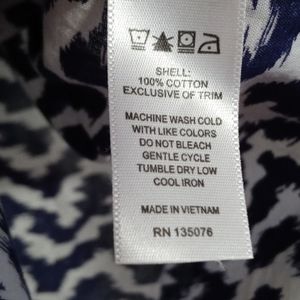 SHELL:
100% COTTON
EXCLUSIVE OF TRIM
MACHINE WASH COLD
WITH LIKE COLORS
DO NOT BLEACH
GENTLE CYCLE
TUMBLE DRY LOW
COOL IRON
MADE IN VIETNAM
RN 135076